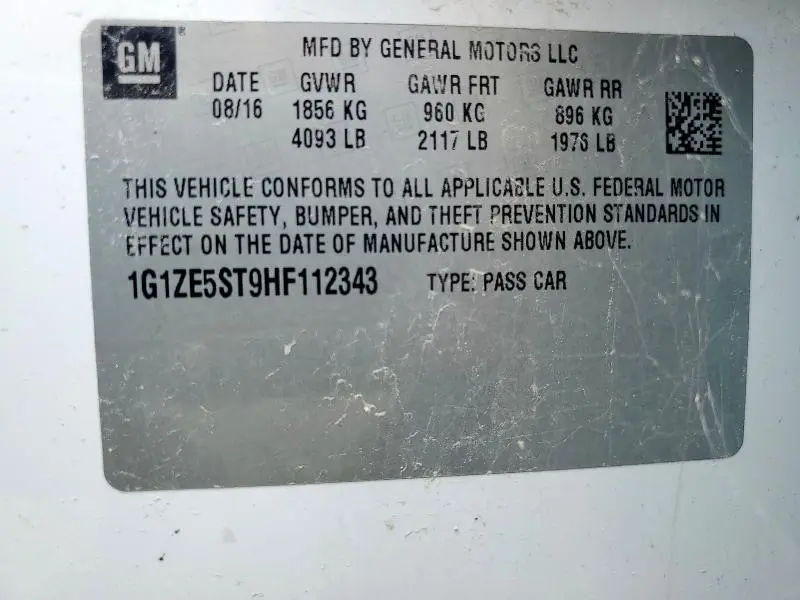 GM
MFD BY GENERAL MOTORS LLC
DATE GVWR GAWR FRT GAWR RR
08/16 1856 KG 960 KG 896 KG
4093 LB 2117 LB 1976 LB
THIS VEHICLE CONFORMS TO ALL APPLICABLE U.S. FEDERAL MOTOR
VEHICLE SAFETY, BUMPER, AND THEFT PREVENTION STANDARDS IN
EFFECT ON THE DATE OF MANUFACTURE SHOWN ABOVE.
1G1ZE5ST9HF112343 TYPE: PASS CAR